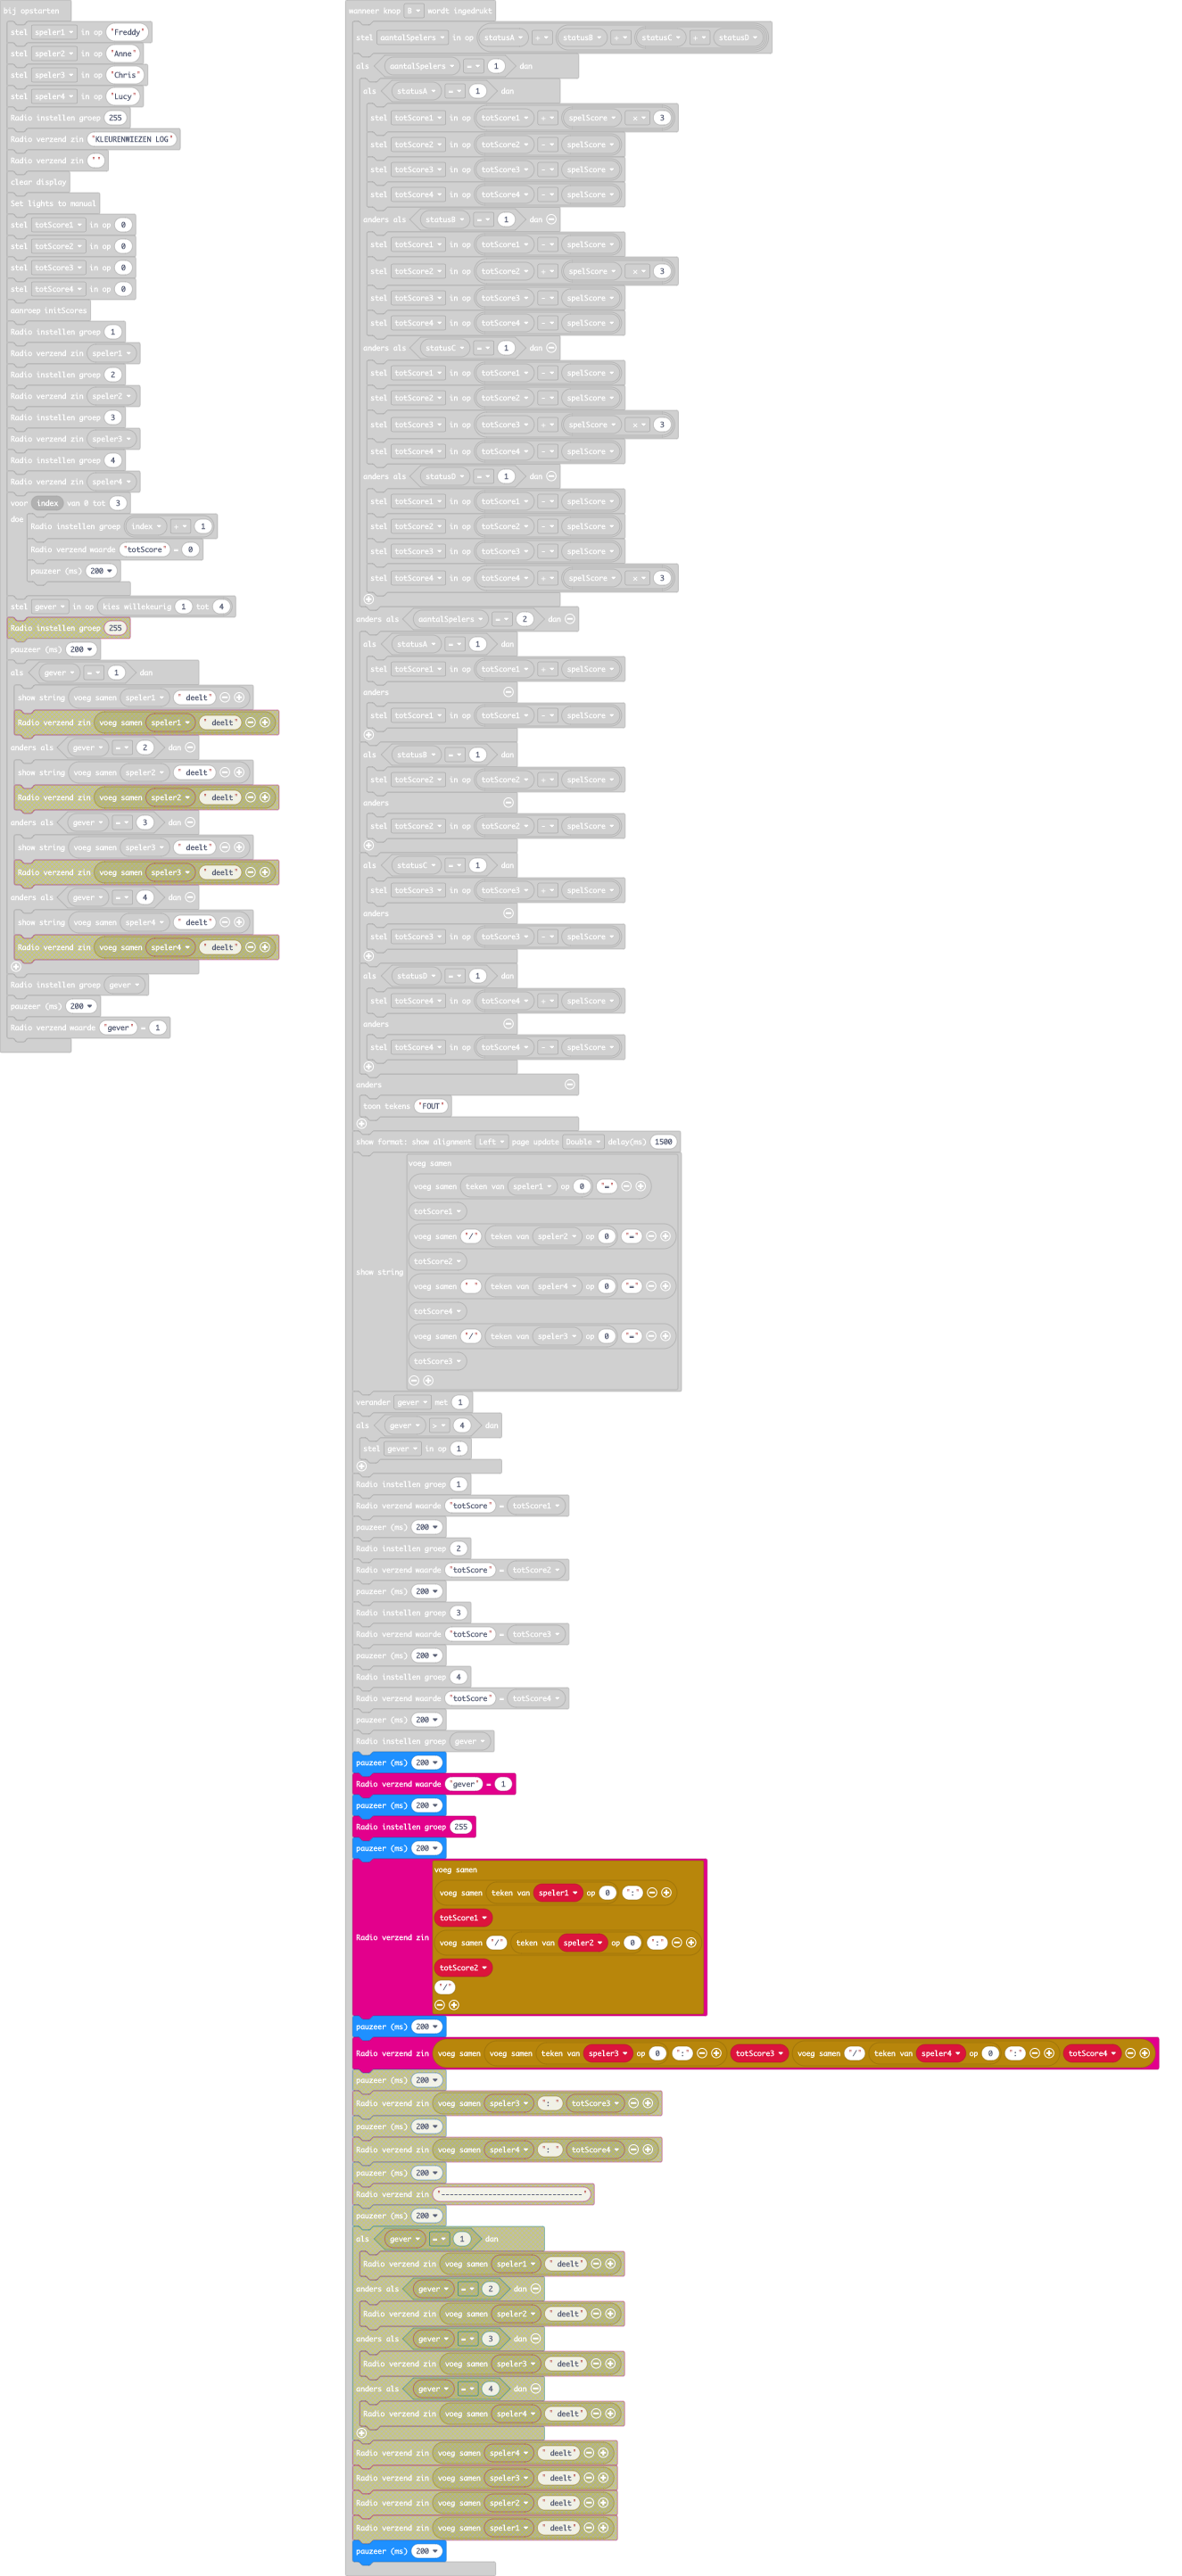 bij opstarten
stel speler1 in op "Freddy"
stel speler2 in op "Anne"
stel speler3 in op "Chris"
stel speler4 in op "Lucy"
Radio instellen groep 255
Radio verzend zin "KLEURENWIEZEN LOG"
Radio verzend zin " "
clear display
Set lights to manual
stel totScore1 in op 0
stel totScore2 in op 0
stel totScore3 in op 0
stel totScore4 in op 0
aanroep initScores
Radio instellen groep 1
Radio verzend zin speler1
Radio instellen groep 2
Radio verzend zin speler2
Radio instellen groep 3
Radio verzend zin speler3
Radio instellen groep 4
Radio verzend zin speler4
voor index van 0 tot 3
doe
Radio instellen groep index + 1
Radio verzend waarde "totScore" = 0
pauzeer (ms) 200
stel gever in op kies willekeurig 1 tot 4
Radio instellen groep 255
pauzeer (ms) 200
als gever = 1 dan
show string voeg samen speler1 " deelt"
Radio verzend zin voeg samen speler1 " deelt"
anders als gever = 2 dan
show string voeg samen speler2 " deelt"
Radio verzend zin voeg samen speler2 " deelt"
anders als gever = 3 dan
show string voeg samen speler3 " deelt"
Radio verzend zin voeg samen speler3 " deelt"
anders als gever = 4 dan
show string voeg samen speler4 " deelt"
Radio verzend zin voeg samen speler4 " deelt"
Radio instellen groep gever
pauzeer (ms) 200
Radio verzend waarde "gever" = 1
wanneer knop B wordt ingedrukt
stel aantalSpelers in op statusA + statusB + statusC + statusD
als aantalSpelers = 1 dan
als statusA = 1 dan
stel totScore1 in op totScore1 + spelScore × 3
stel totScore2 in op totScore2 - spelScore
stel totScore3 in op totScore3 - spelScore
stel totScore4 in op totScore4 - spelScore
anders als statusB = 1 dan
stel totScore1 in op totScore1 - spelScore
stel totScore2 in op totScore2 + spelScore × 3
stel totScore3 in op totScore3 - spelScore
stel totScore4 in op totScore4 - spelScore
anders als statusC = 1 dan
stel totScore1 in op totScore1 - spelScore
stel totScore2 in op totScore2 - spelScore
stel totScore3 in op totScore3 + spelScore × 3
stel totScore4 in op totScore4 - spelScore
anders als statusD = 1 dan
stel totScore1 in op totScore1 - spelScore
stel totScore2 in op totScore2 - spelScore
stel totScore3 in op totScore3 - spelScore
stel totScore4 in op totScore4 + spelScore × 3
anders als aantalSpelers = 2 dan
als statusA = 1 dan
stel totScore1 in op totScore1 + spelScore
anders
stel totScore1 in op totScore1 - spelScore
als statusB = 1 dan
stel totScore2 in op totScore2 + spelScore
anders
stel totScore2 in op totScore2 - spelScore
als statusC = 1 dan
stel totScore3 in op totScore3 + spelScore
anders
stel totScore3 in op totScore3 - spelScore
als statusD = 1 dan
stel totScore4 in op totScore4 + spelScore
anders
stel totScore4 in op totScore4 - spelScore
anders
toon tekens "FOUT"
show format: show alignment Left page update Double delay(ms) 1500
show string
voeg samen
voeg samen teken van speler1 op 0 "="
totScore1
voeg samen "/" teken van speler2 op 0 "="
totScore2
voeg samen " " teken van speler4 op 0 "="
totScore4
voeg samen "/" teken van speler3 op 0 "="
totScore3
verander gever met 1
als gever > 4 dan
stel gever in op 1
Radio instellen groep 1
Radio verzend waarde "totScore" = totScore1
pauzeer (ms) 200
Radio instellen groep 2
Radio verzend waarde "totScore" = totScore2
pauzeer (ms) 200
Radio instellen groep 3
Radio verzend waarde "totScore" = totScore3
pauzeer (ms) 200
Radio instellen groep 4
Radio verzend waarde "totScore" = totScore4
pauzeer (ms) 200
Radio instellen groep gever
pauzeer (ms) 200
Radio verzend waarde "gever" = 1
pauzeer (ms) 200
Radio instellen groep 255
pauzeer (ms) 200
Radio verzend zin
voeg samen
voeg samen teken van speler1 op 0 ":"
totScore1
voeg samen "/" teken van speler2 op 0 ":"
totScore2
"/"
pauzeer (ms) 200
Radio verzend zin voeg samen voeg samen teken van speler3 op 0 ":" totScore3 voeg samen "/" teken van speler4 op 0 ":" totScore4
pauzeer (ms) 200
Radio verzend zin voeg samen speler3 ": " totScore3
pauzeer (ms) 200
Radio verzend zin voeg samen speler4 ": " totScore4
pauzeer (ms) 200
Radio verzend zin "--------------------------------"
pauzeer (ms) 200
als gever = 1 dan
Radio verzend zin voeg samen speler1 " deelt"
anders als gever = 2 dan
Radio verzend zin voeg samen speler2 " deelt"
anders als gever = 3 dan
Radio verzend zin voeg samen speler3 " deelt"
anders als gever = 4 dan
Radio verzend zin voeg samen speler4 " deelt"
Radio verzend zin voeg samen speler4 " deelt"
Radio verzend zin voeg samen speler3 " deelt"
Radio verzend zin voeg samen speler2 " deelt"
Radio verzend zin voeg samen speler1 " deelt"
pauzeer (ms) 200